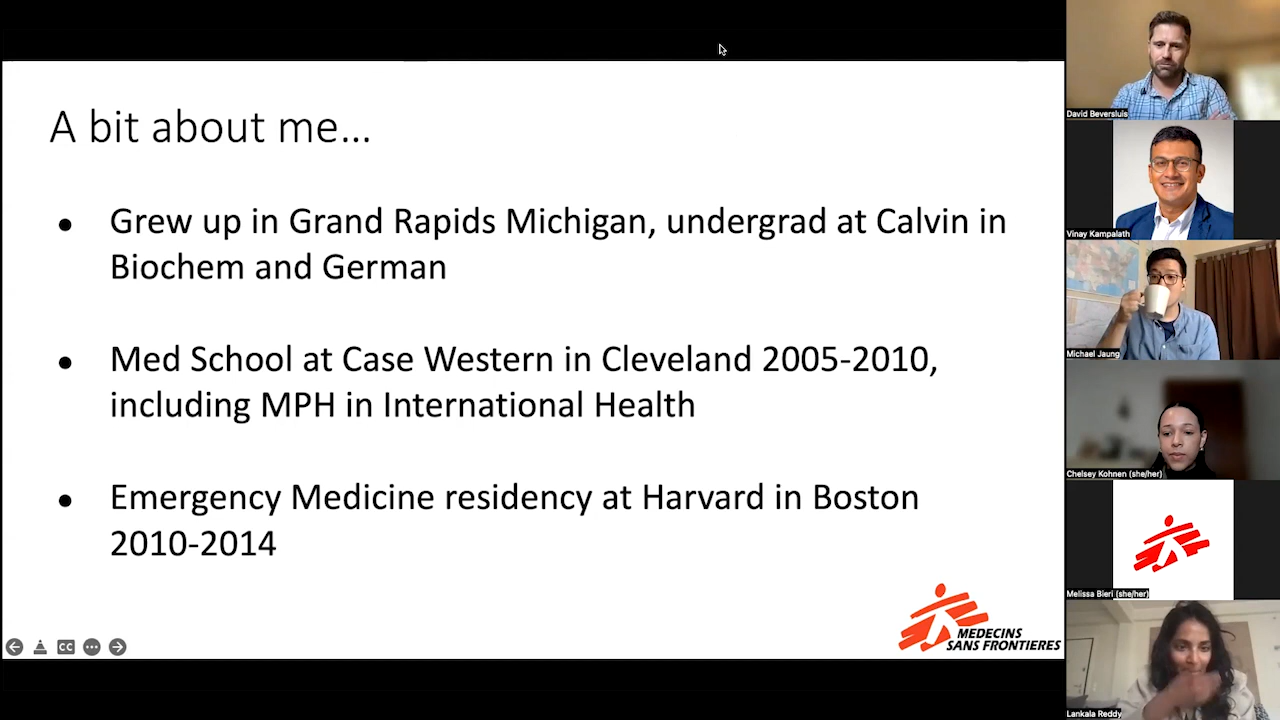 A bit about me...
● Grew up in Grand Rapids Michigan, undergrad at Calvin in
Biochem and German
● Med School at Case Western in Cleveland 2005-2010,
including MPH in International Health
● Emergency Medicine residency at Harvard in Boston
2010-2014
MEDECINS
SANS FRONTIERES
CC
David Beversluis
Vinay Kampalath
Michael Jaung
Chelsey Kohnen (she/her)
Melissa Bieri (she/her)
Lankala Reddy